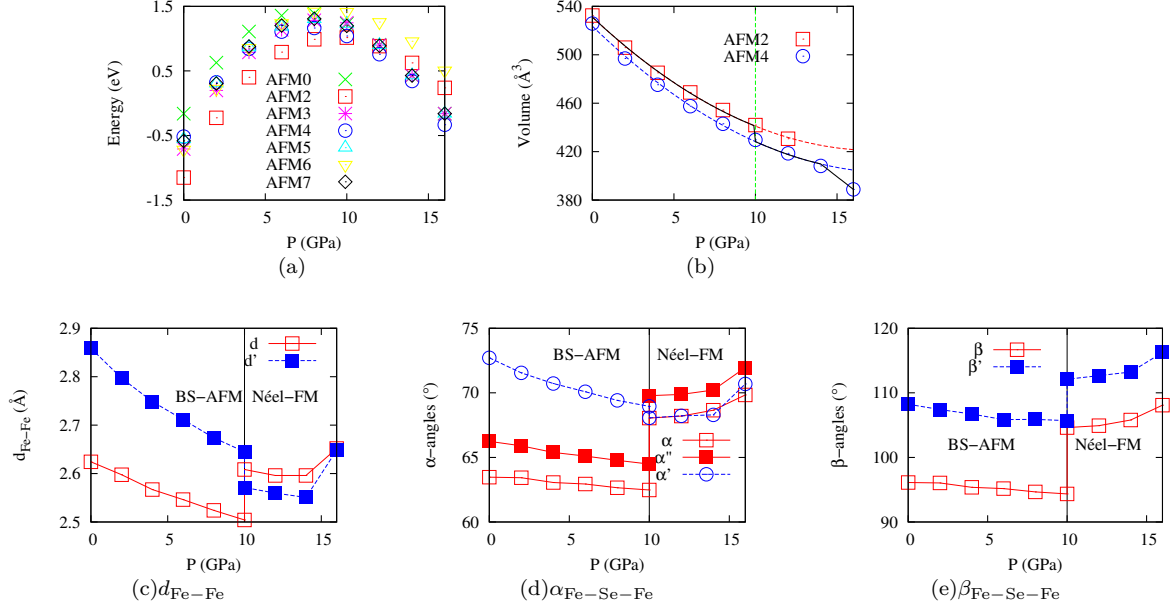 1.5
0.5
-0.5
-1.5
0
5
10
15
Energy (eV)
P (GPa)
AFM0
AFM2
AFM3
AFM4
AFM5
AFM6
AFM7
(a)
540
500
460
420
380
0
5
10
15
Volume (Å³)
P (GPa)
AFM2
AFM4
(b)
2.9
2.8
2.7
2.6
2.5
0
5
10
15
dFe−Fe (Å)
P (GPa)
d
d'
BS−AFM
Néel−FM
(c)dFe−Fe
75
70
65
60
0
5
10
15
α−angles (°)
P (GPa)
BS−AFM
Néel−FM
α
α"
α'
(d)αFe−Se−Fe
120
110
100
90
0
5
10
15
β−angles (°)
P (GPa)
β
β'
BS−AFM
Néel−FM
(e)βFe−Se−Fe